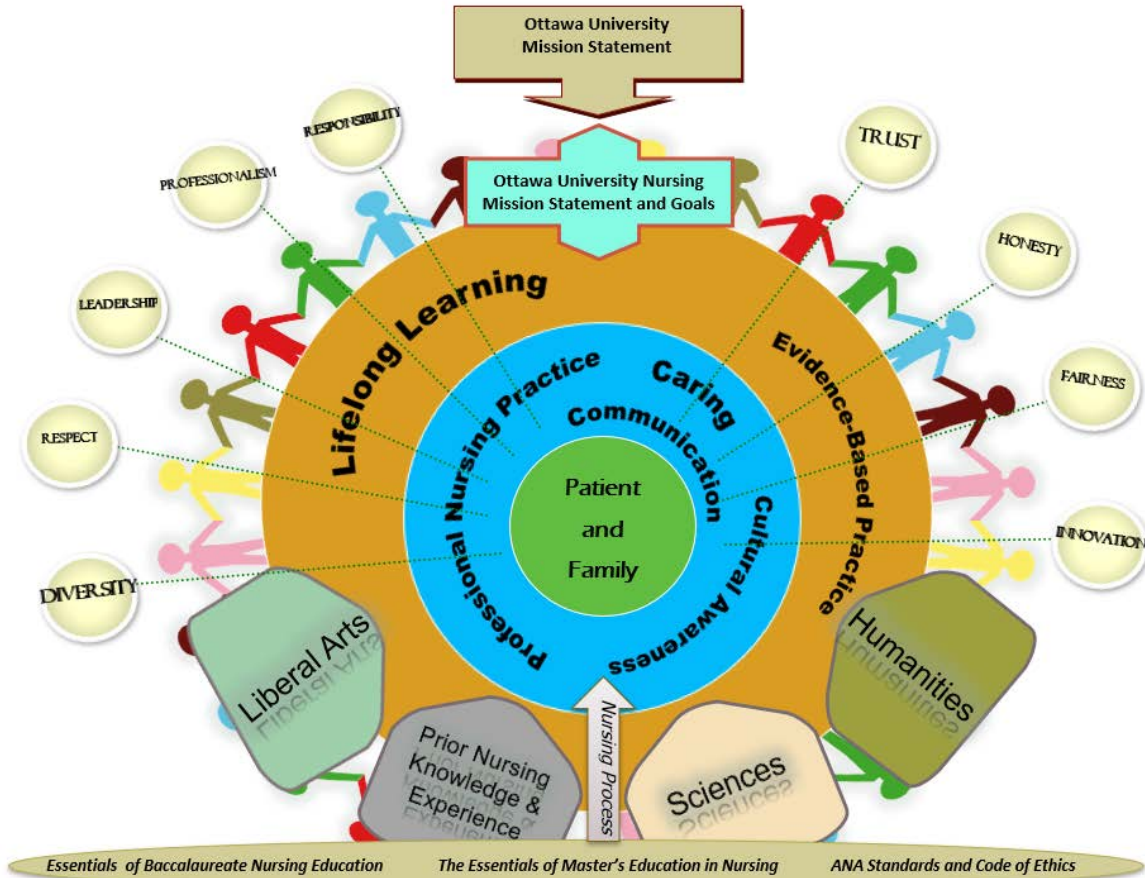 Ottawa University
Mission Statement
Ottawa University Nursing
Mission Statement and Goals
RESPONSIBILITY
PROFESSIONALISM
LEADERSHIP
RESPECT
DIVERSITY
TRUST
HONESTY
FAIRNESS
INNOVATION
Lifelong Learning
Evidence-Based Practice
Professional Nursing Practice
Caring
Communication
Cultural Awareness
Patient
and
Family
Liberal Arts
Prior Nursing
Knowledge &
Experience
Nursing Process
Sciences
Humanities
Essentials of Baccalaureate Nursing Education
The Essentials of Master's Education in Nursing
ANA Standards and Code of Ethics